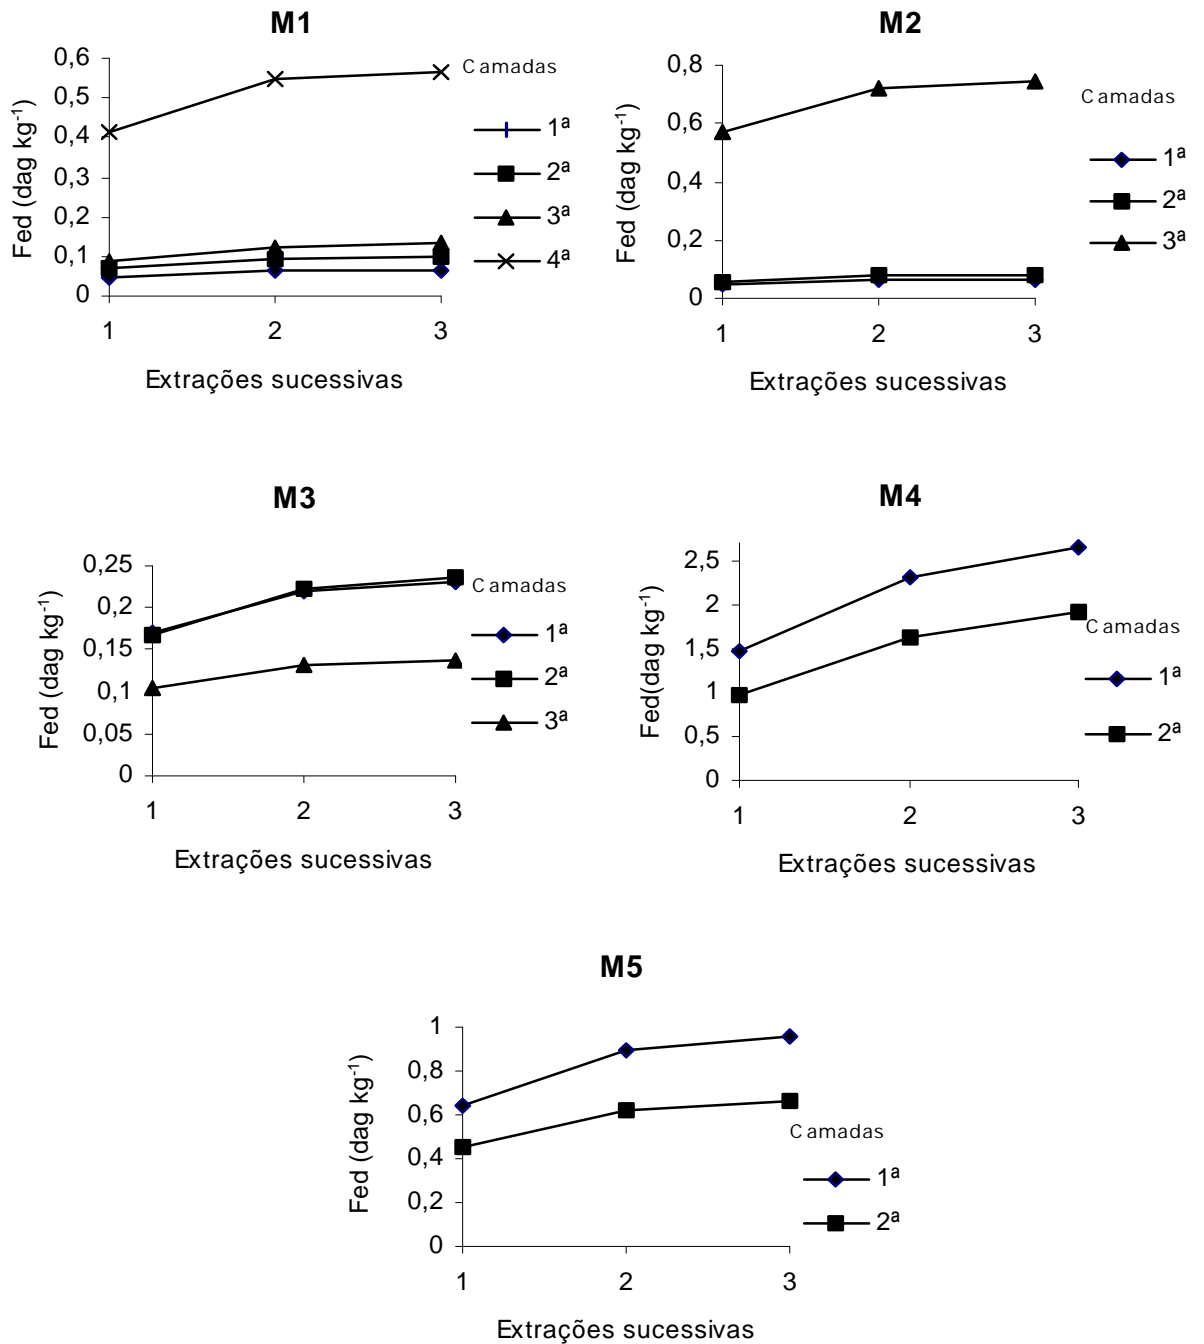 M1
Fed (dag kg-1)
0,6
0,5
0,4
0,3
0,2
0,1
0
1 2 3
Extrações sucessivas
Camadas
1ª
2ª
3ª
4ª
M2
Fed (dag kg-1)
0,8
0,6
0,4
0,2
0
1 2 3
Extrações sucessivas
Camadas
1ª
2ª
3ª
M3
Fed (dag kg-1)
0,25
0,2
0,15
0,1
0,05
0
1 2 3
Extrações sucessivas
Camadas
1ª
2ª
3ª
M4
Fed(dag kg-1)
2,5
2
1,5
1
0,5
0
1 2 3
Extrações sucessivas
Camadas
1ª
2ª
M5
Fed (dag kg-1)
1
0,8
0,6
0,4
0,2
0
1 2 3
Extrações sucessivas
Camadas
1ª
2ª